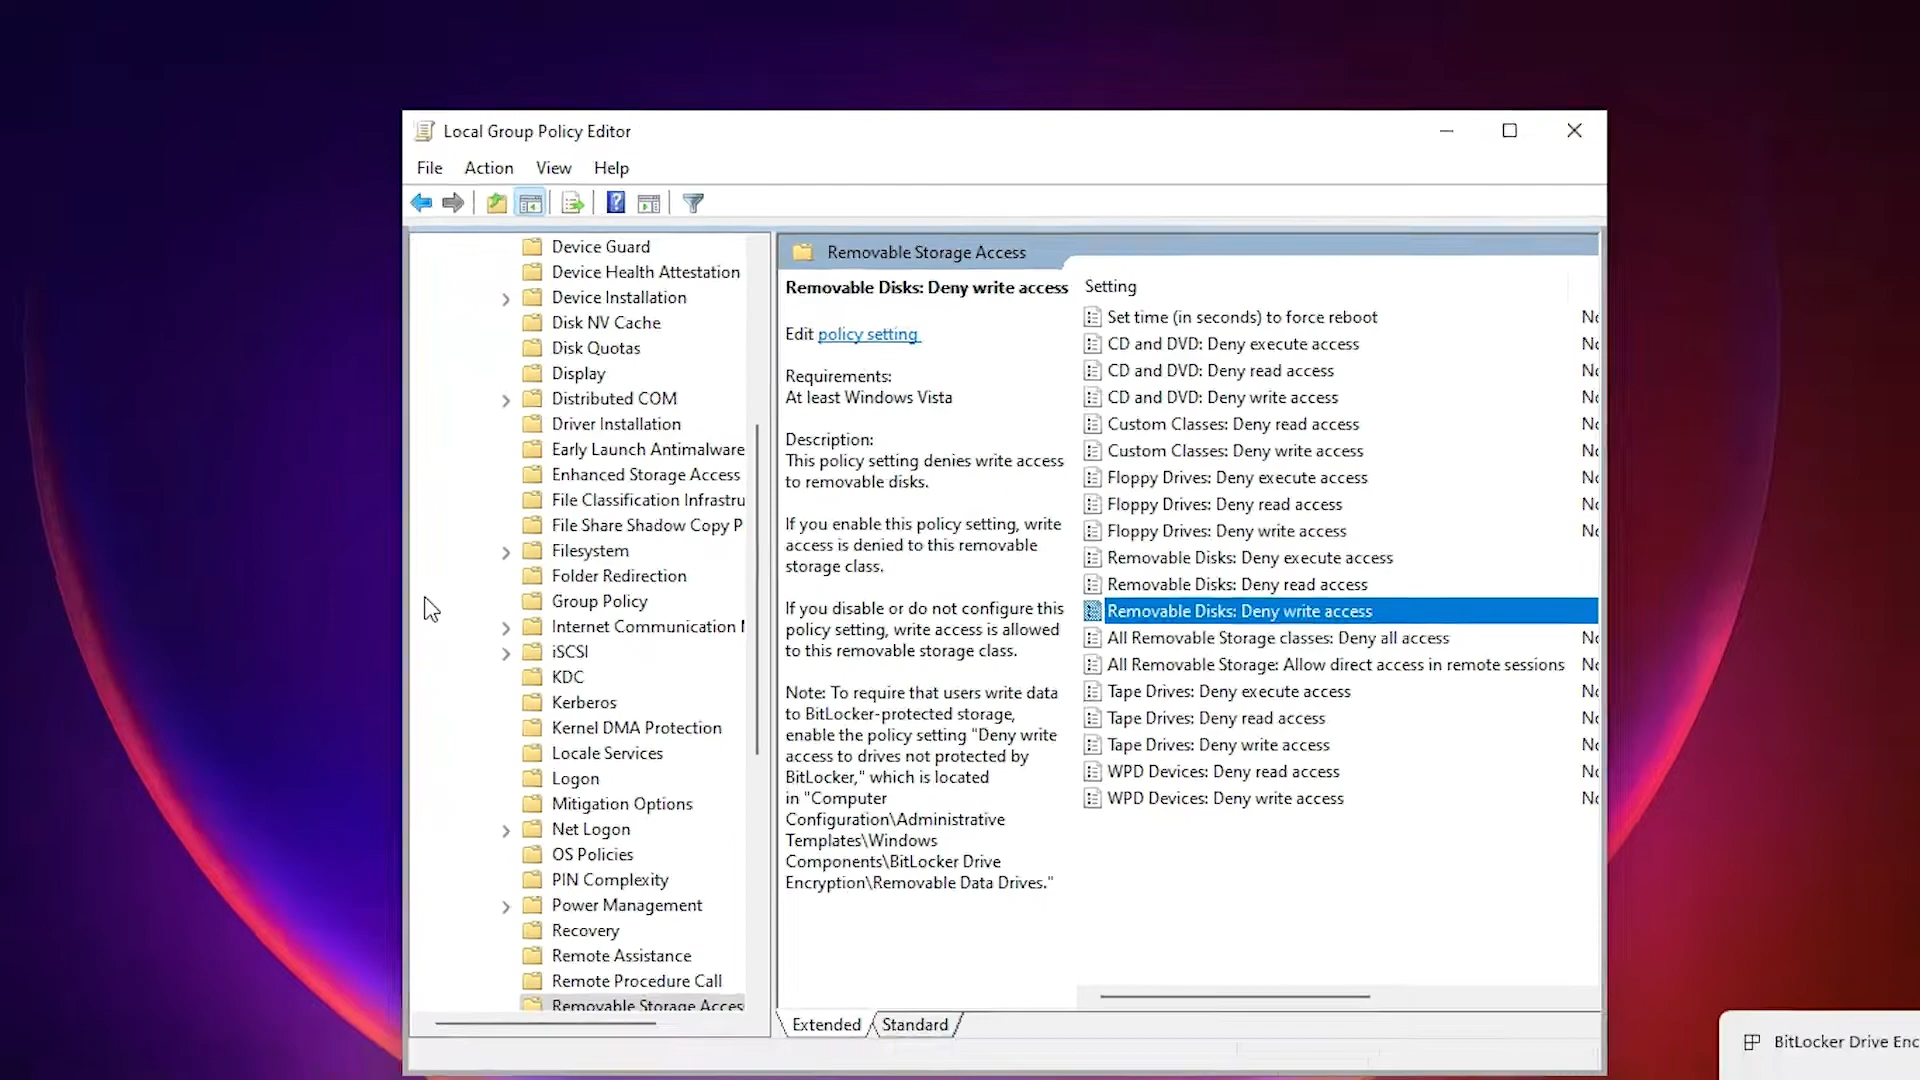 Local Group Policy Editor
File Action View Help
Device Guard
Device Health Attestation
Device Installation
Disk NV Cache
Disk Quotas
Display
Distributed COM
Driver Installation
Early Launch Antimalware
Enhanced Storage Access
File Classification Infrastru
File Share Shadow Copy P
Filesystem
Folder Redirection
Group Policy
Internet Communication
iSCSI
KDC
Kerberos
Kernel DMA Protection
Locale Services
Logon
Mitigation Options
Net Logon
OS Policies
PIN Complexity
Power Management
Recovery
Remote Assistance
Remote Procedure Call
Removable Storage Acces
Removable Storage Access
Removable Disks: Deny write access
Edit policy setting
Requirements:
At least Windows Vista
Description:
This policy setting denies write access
to removable disks.
If you enable this policy setting, write
access is denied to this removable
storage class.
If you disable or do not configure this
policy setting, write access is allowed
to this removable storage class.
Note: To require that users write data
to BitLocker-protected storage,
enable the policy setting "Deny write
access to drives not protected by
BitLocker," which is located
in "Computer
Configuration\Administrative
Templates\Windows
Components\BitLocker Drive
Encryption\Removable Data Drives."
Setting
Set time (in seconds) to force reboot
CD and DVD: Deny execute access
CD and DVD: Deny read access
CD and DVD: Deny write access
Custom Classes: Deny read access
Custom Classes: Deny write access
Floppy Drives: Deny execute access
Floppy Drives: Deny read access
Floppy Drives: Deny write access
Removable Disks: Deny execute access
Removable Disks: Deny read access
Removable Disks: Deny write access
All Removable Storage classes: Deny all access
All Removable Storage: Allow direct access in remote sessions
Tape Drives: Deny execute access
Tape Drives: Deny read access
Tape Drives: Deny write access
WPD Devices: Deny read access
WPD Devices: Deny write access
Extended Standard
BitLocker Drive Enc